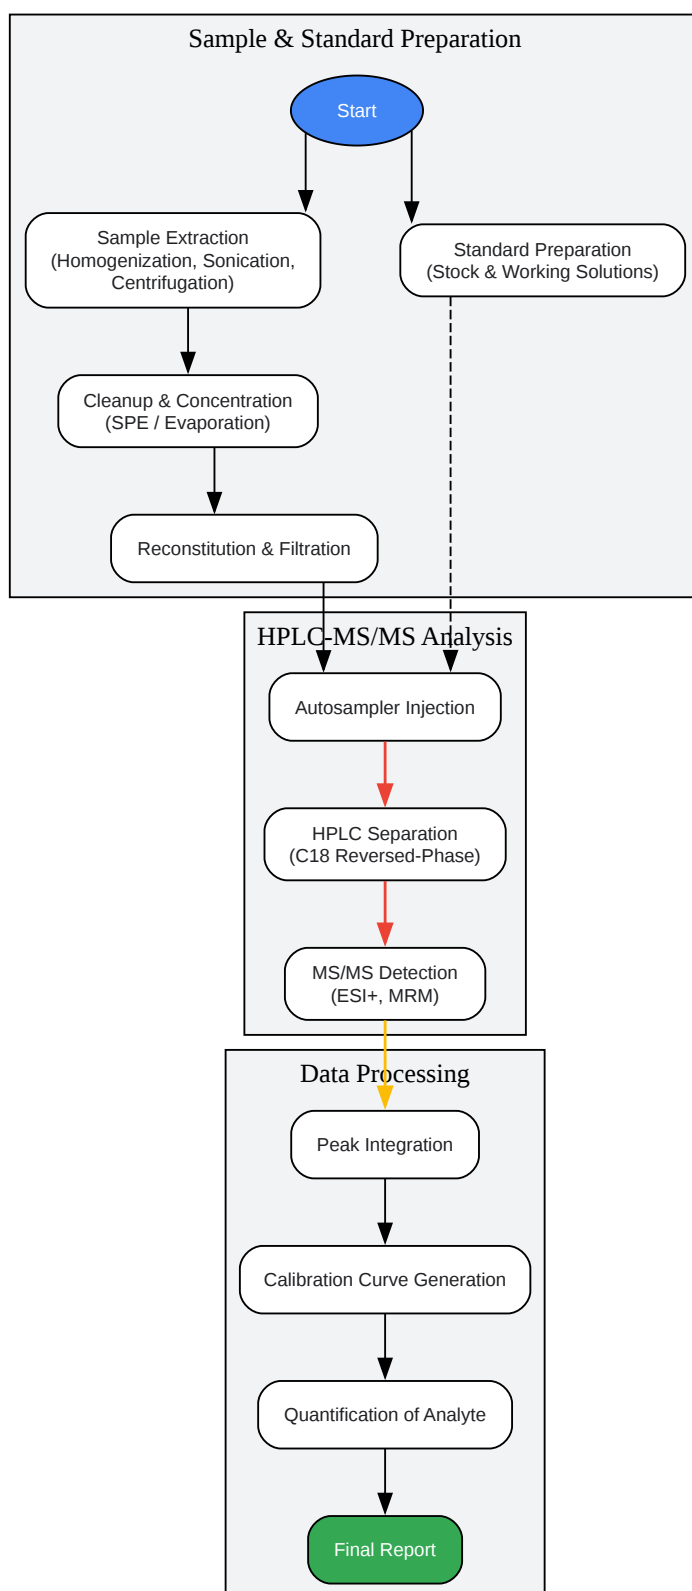 Sample & Standard Preparation
Start
Sample Extraction
(Homogenization, Sonication,
Centrifugation)
Standard Preparation
(Stock & Working Solutions)
Cleanup & Concentration
(SPE / Evaporation)
Reconstitution & Filtration
HPLC-MS/MS Analysis
Autosampler Injection
HPLC Separation
(C18 Reversed-Phase)
MS/MS Detection
(ESI+, MRM)
Data Processing
Peak Integration
Calibration Curve Generation
Quantification of Analyte
Final Report